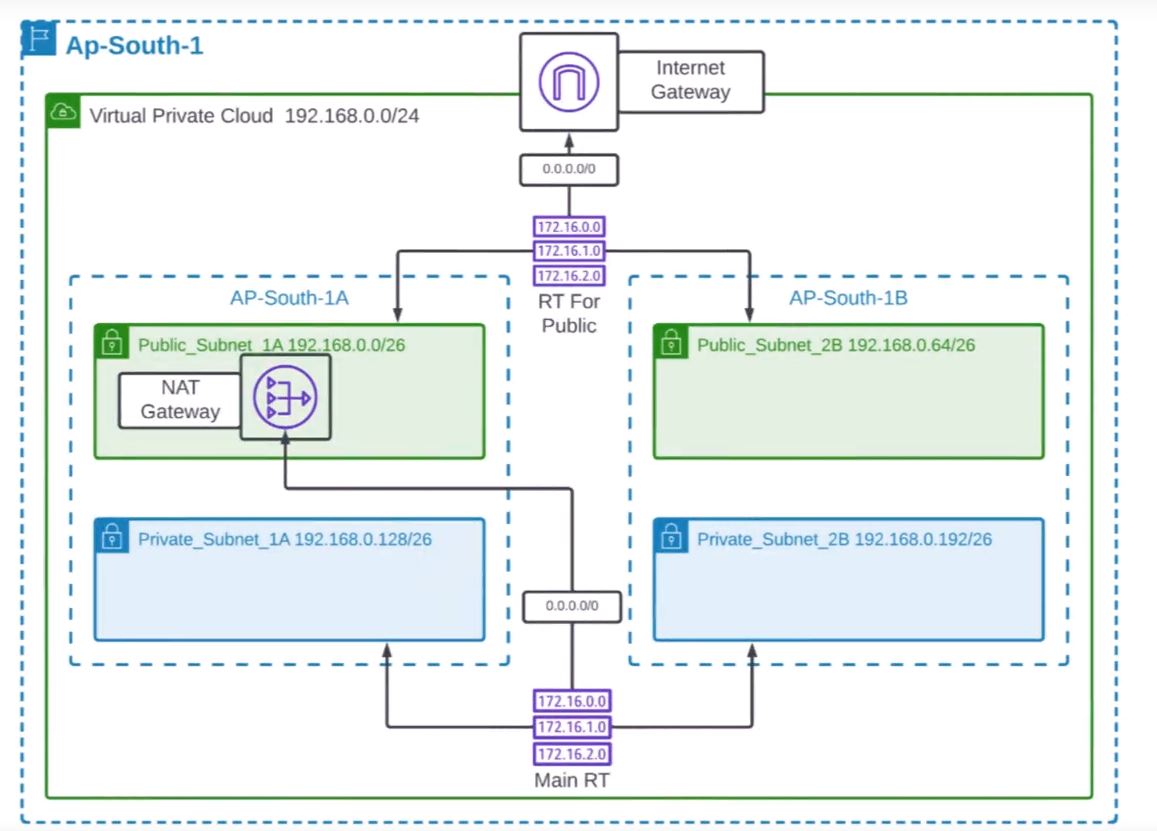 Ap-South-1
Internet
Gateway
Virtual Private Cloud 192.168.0.0/24
0.0.0.0/0
172.16.0.0
172.16.1.0
172.16.2.0
RT For
Public
AP-South-1A
AP-South-1B
Public_Subnet_1A 192.168.0.0/26
Public_Subnet_2B 192.168.0.64/26
NAT
Gateway
Private_Subnet_1A 192.168.0.128/26
Private_Subnet_2B 192.168.0.192/26
0.0.0.0/0
172.16.0.0
172.16.1.0
172.16.2.0
Main RT